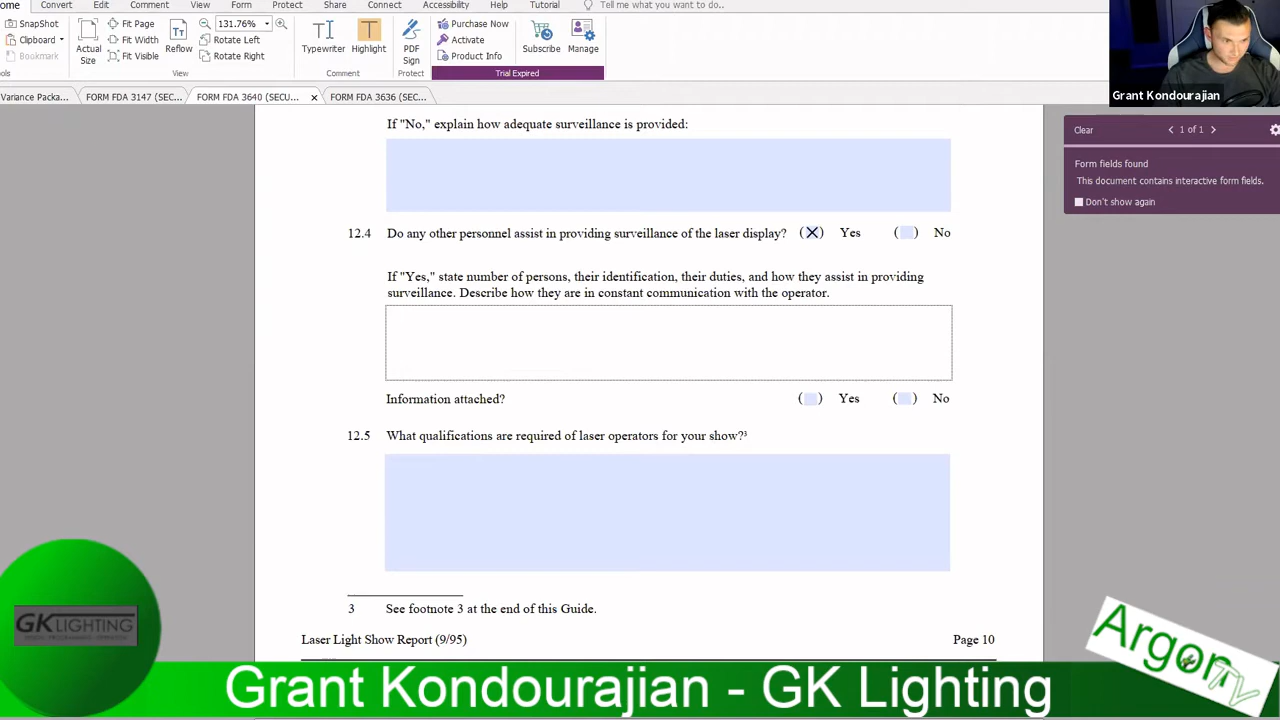 ome Convert Edit Comment View Form Protect Share Connect Accessibility Help Tutorial Tell me what you want to do..
SnapShot
Clipboard
Bookmark
ols
Actual Size
Fit Page
Fit Width
Fit Visible
Reflow
131.76%
Rotate Left
Rotate Right
View
Typewriter
Highlight
Comment
PDF Sign
Protect
Purchase Now
Activate
Product Info
Subscribe
Manage
Trial Expired
Grant Kondourajian
Variance Packa... FORM FDA 3147 (SEC... FORM FDA 3640 (SECU... FORM FDA 3636 (SEC...
Clear 1 of 1
Form fields found
This document contains interactive form fields.
Don't show again
If "No," explain how adequate surveillance is provided:
12.4 Do any other personnel assist in providing surveillance of the laser display? (X) Yes ( ) No
If "Yes," state number of persons, their identification, their duties, and how they assist in providing
surveillance. Describe how they are in constant communication with the operator.
Information attached? ( ) Yes ( ) No
12.5 What qualifications are required of laser operators for your show?³
3 See footnote 3 at the end of this Guide.
Laser Light Show Report (9/95) Page 10
GKLIGHTING
Argon TV
Grant Kondourajian - GK Lighting